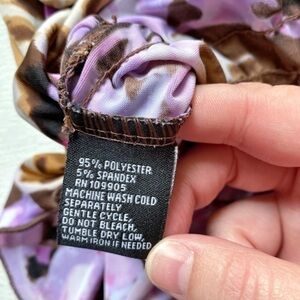 95% POLYESTER
5% SPANDEX
RN 109905
MACHINE WASH COLD
SEPARATELY
GENTLE CYCLE,
DO NOT BLEACH,
TUMBLE DRY LOW,
WARM IRON IF NEEDED